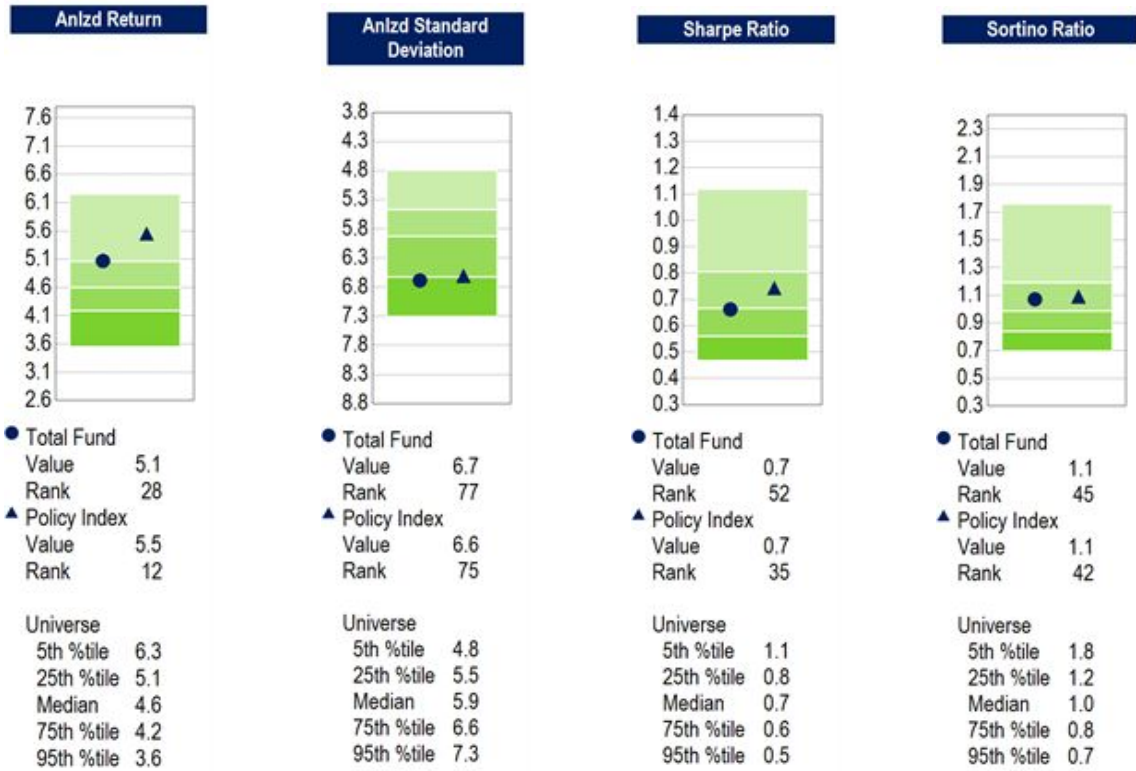 Anlzd Return
7.6
7.1
6.6
6.1
5.6
5.1
4.6
4.1
3.6
3.1
2.6
Total Fund
Value 5.1
Rank 28
Policy Index
Value 5.5
Rank 12
Universe
5th %tile 6.3
25th %tile 5.1
Median 4.6
75th %tile 4.2
95th %tile 3.6
Anlzd Standard
Deviation
3.8
4.3
4.8
5.3
5.8
6.3
6.8
7.3
7.8
8.3
8.8
Total Fund
Value 6.7
Rank 77
Policy Index
Value 6.6
Rank 75
Universe
5th %tile 4.8
25th %tile 5.5
Median 5.9
75th %tile 6.6
95th %tile 7.3
Sharpe Ratio
1.4
1.3
1.2
1.1
1.0
0.9
0.8
0.7
0.6
0.5
0.4
0.3
Total Fund
Value 0.7
Rank 52
Policy Index
Value 0.7
Rank 35
Universe
5th %tile 1.1
25th %tile 0.8
Median 0.7
75th %tile 0.6
95th %tile 0.5
Sortino Ratio
2.3
2.1
1.9
1.7
1.5
1.3
1.1
0.9
0.7
0.5
0.3
Total Fund
Value 1.1
Rank 45
Policy Index
Value 1.1
Rank 42
Universe
5th %tile 1.8
25th %tile 1.2
Median 1.0
75th %tile 0.8
95th %tile 0.7